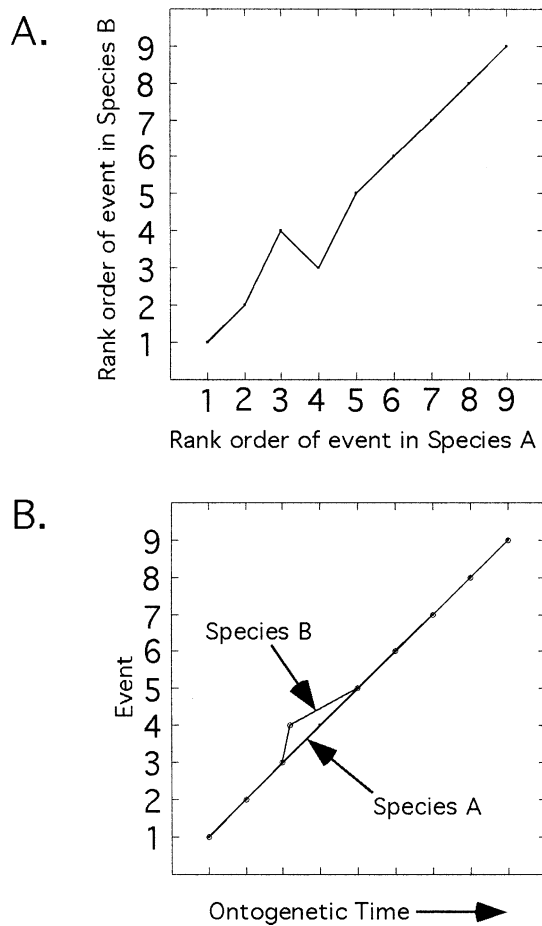 A.
Rank order of event in Species B
9
8
7
6
5
4
3
2
1
1 2 3 4 5 6 7 8 9
Rank order of event in Species A
B.
Event
9
8
7
6
5
4
3
2
1
Species B
Species A
Ontogenetic Time